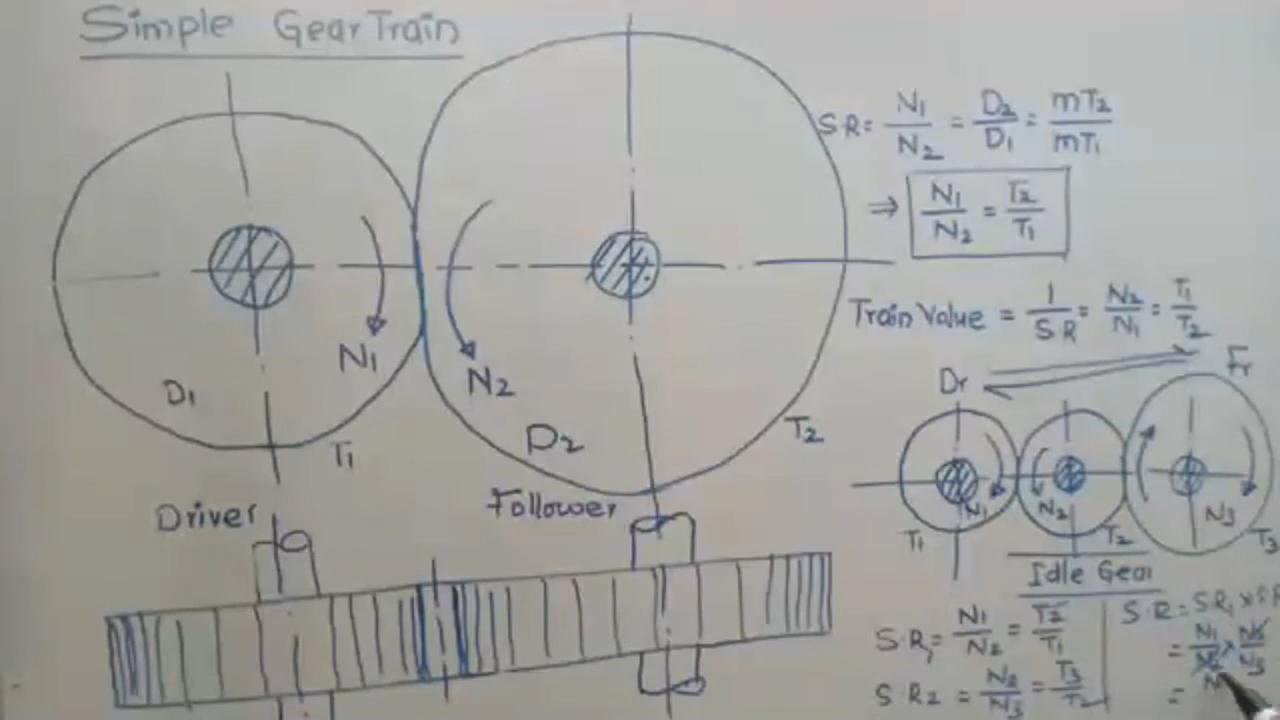 Simple Gear Train
S.R = N1/N2 = D2/D1 = mT2/mT1
⇒ N1/N2 = T2/T1
Train Value = 1/S.R = N2/N1 = T1/T2
N1
N2
D1
D2
T1
T2
Driver
Follower
Dr
Fr
N1
N2
N3
T1
T2
T3
Idle Gear
S.R1 = N1/N2 = T2/T1
S.R2 = N2/N3 = T3/T2
S.R = SR1 × SR
= N1/N2 × N2/N3
= N